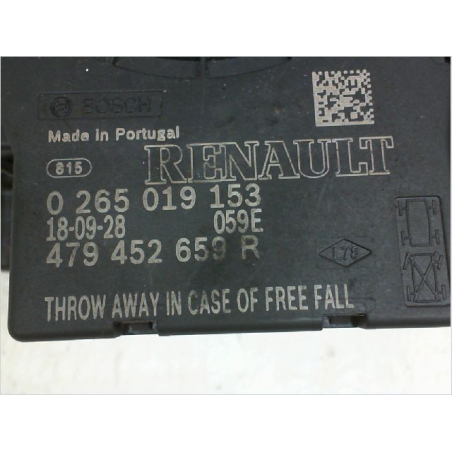 BOSCH
Made in Portugal
815 RENAULT
0 265 019 153
18-09-28 059E
479 452 659 R
THROW AWAY IN CASE OF FREE FALL